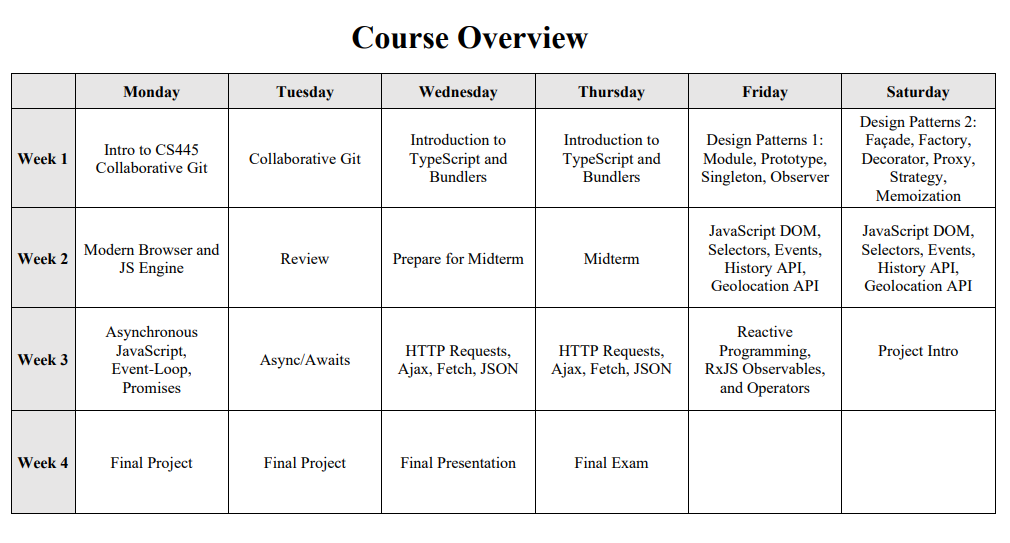 Course Overview
Monday Tuesday Wednesday Thursday Friday Saturday
Week 1
Intro to CS445
Collaborative Git
Collaborative Git
Introduction to
TypeScript and
Bundlers
Introduction to
TypeScript and
Bundlers
Design Patterns 1:
Module, Prototype,
Singleton, Observer
Design Patterns 2:
Façade, Factory,
Decorator, Proxy,
Strategy,
Memoization
Week 2
Modern Browser and
JS Engine
Review
Prepare for Midterm
Midterm
JavaScript DOM,
Selectors, Events,
History API,
Geolocation API
JavaScript DOM,
Selectors, Events,
History API,
Geolocation API
Week 3
Asynchronous
JavaScript,
Event-Loop,
Promises
Async/Awaits
HTTP Requests,
Ajax, Fetch, JSON
HTTP Requests,
Ajax, Fetch, JSON
Reactive
Programming,
RxJS Observables,
and Operators
Project Intro
Week 4
Final Project
Final Project
Final Presentation
Final Exam